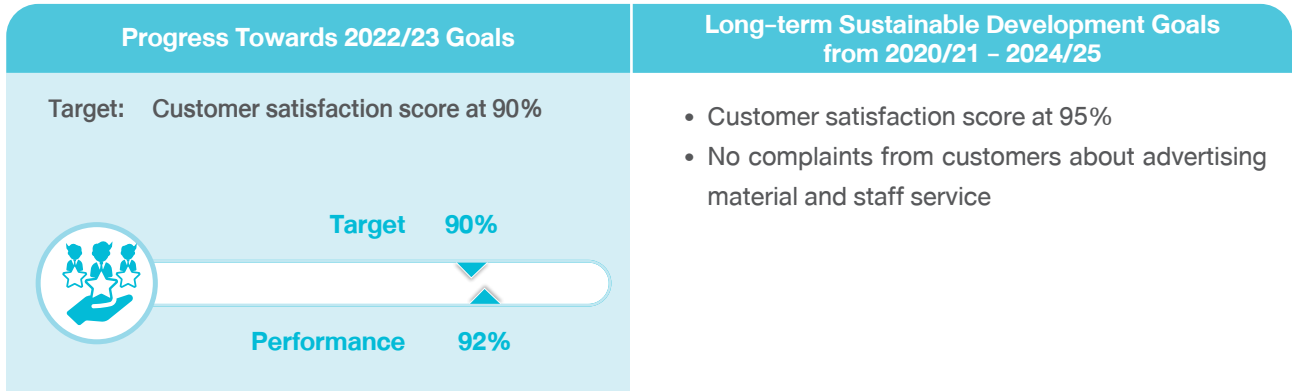 Progress Towards 2022/23 Goals
Long-term Sustainable Development Goals
from 2020/21 – 2024/25
Target: Customer satisfaction score at 90%
Target 90%
Performance 92%
• Customer satisfaction score at 95%
• No complaints from customers about advertising
material and staff service